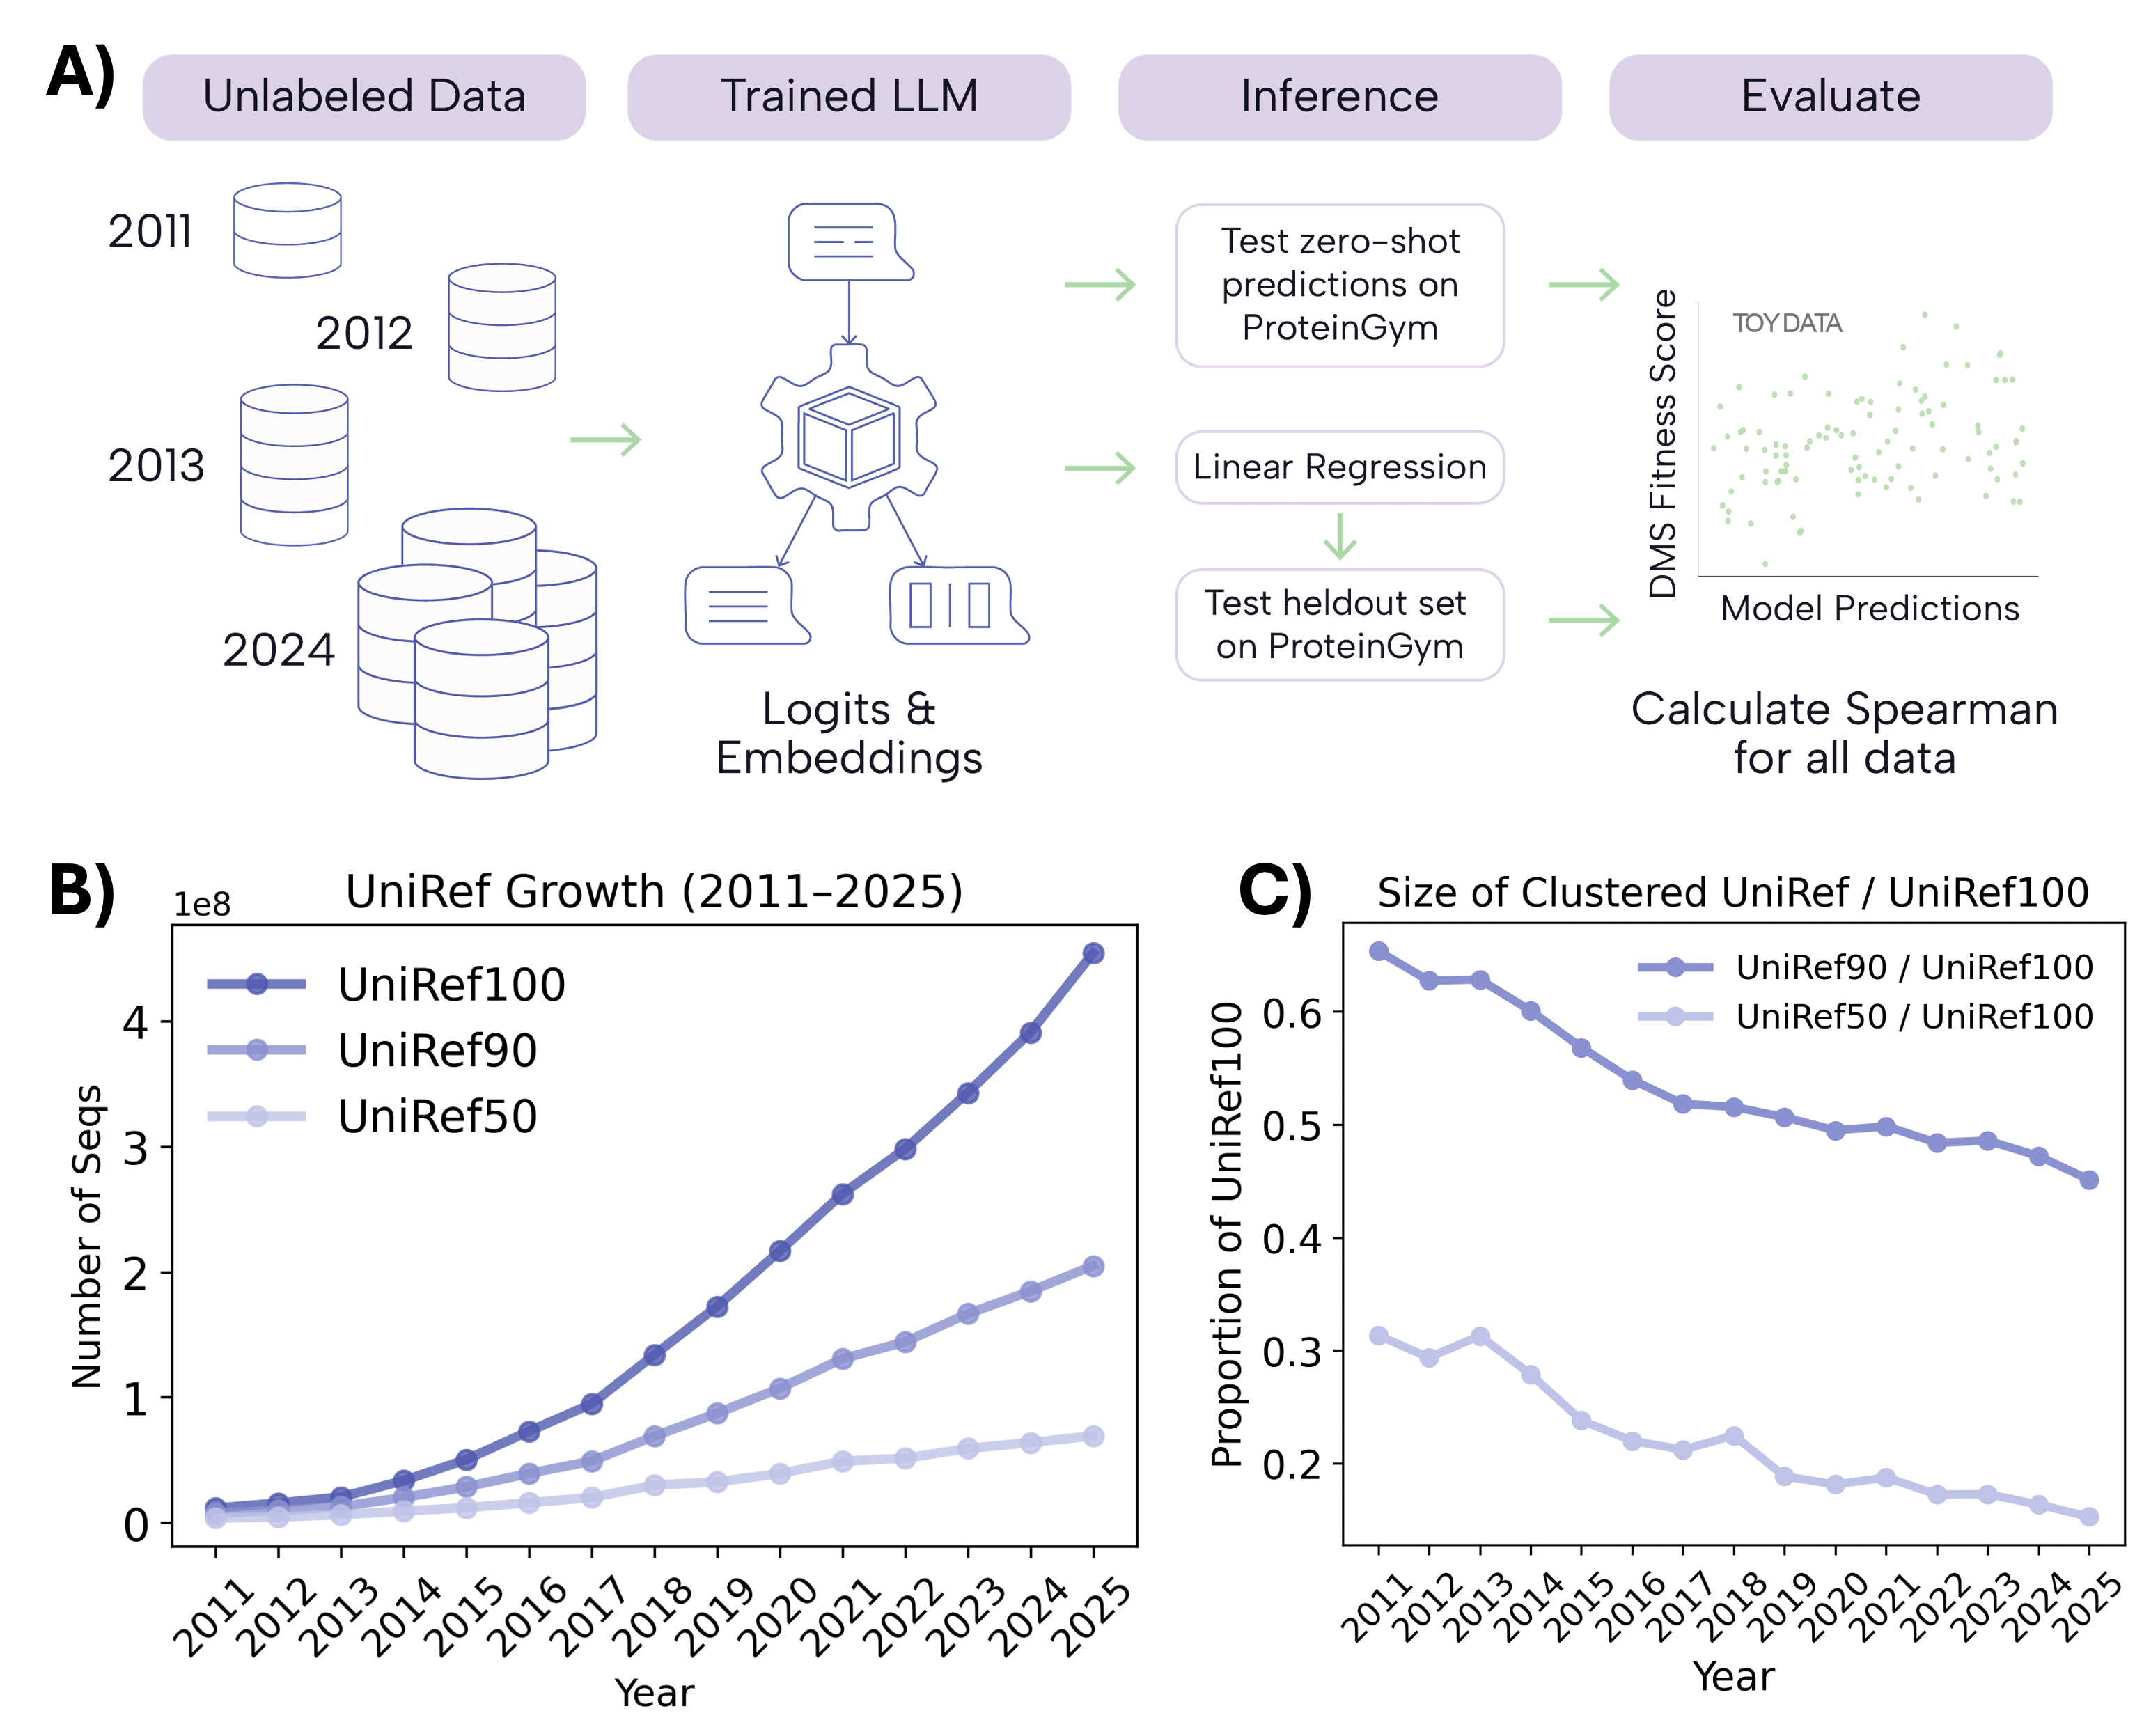 A)
Unlabeled Data
Trained LLM
Inference
Evaluate
2011
2012
2013
2024
Logits &
Embeddings
Test zero-shot
predictions on
ProteinGym
Linear Regression
Test heldout set
on ProteinGym
TOY DATA
DMS Fitness Score
Model Predictions
Calculate Spearman
for all data
B)
UniRef Growth (2011–2025)
1e8
UniRef100
UniRef90
UniRef50
Number of Seqs
4
3
2
1
0
2011
2012
2013
2014
2015
2016
2017
2018
2019
2020
2021
2022
2023
2024
2025
Year
C)
Size of Clustered UniRef / UniRef100
UniRef90 / UniRef100
UniRef50 / UniRef100
Proportion of UniRef100
0.6
0.5
0.4
0.3
0.2
2011
2012
2013
2014
2015
2016
2017
2018
2019
2020
2021
2022
2023
2024
2025
Year